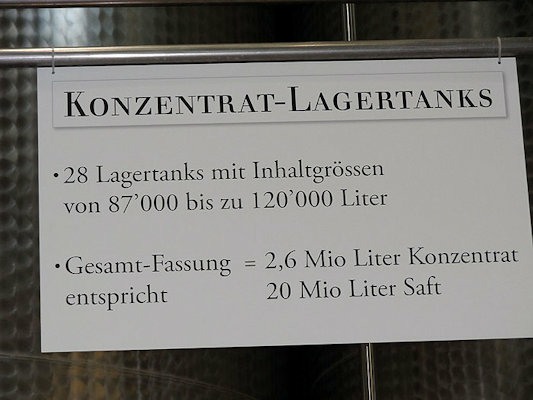 KONZENTRAT-LAGERTANKS
• 28 Lagertanks mit Inhaltgrössen
von 87'000 bis zu 120'000 Liter
• Gesamt-Fassung = 2,6 Mio Liter Konzentrat
entspricht 20 Mio Liter Saft